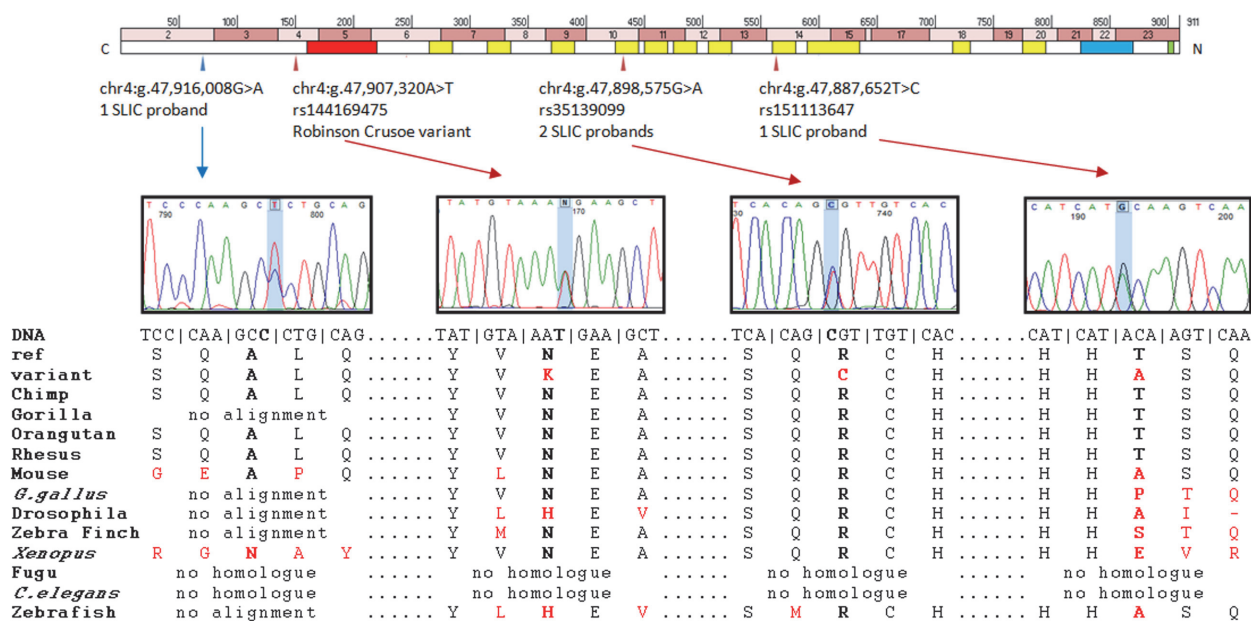 50 100 150 200 250 300 350 400 450 500 550 600 650 700 750 800 850 900 911
2 3 4 5 6 7 8 9 10 11 12 13 14 15 17 18 19 20 21 22 23
C N
chr4:g.47,916,008G>A chr4:g.47,907,320A>T chr4:g.47,898,575G>A chr4:g.47,887,652T>C
1 SLIC proband rs144169475 rs35139099 rs151113647
Robinson Crusoe variant 2 SLIC probands 1 SLIC proband
T C C C A A G C T C T G C A G T A T G T A A A N G A A G C T T C A C A G C G T T G T C A C C A T C A T G C A A G T C A A
790 800 170 30 740 190 200
DNA TCC|CAA|GCC|CTG|CAG......TAT|GTA|AAT|GAA|GCT......TCA|CAG|CGT|TGT|CAC......CAT|CAT|ACA|AGT|CAA
ref S Q A L Q ...... Y V N E A ...... S Q R C H ...... H H T S Q
variant S Q A L Q ...... Y V K E A ...... S Q C C H ...... H H A S Q
Chimp S Q A L Q ...... Y V N E A ...... S Q R C H ...... H H T S Q
Gorilla no alignment ...... Y V N E A ...... S Q R C H ...... H H T S Q
Orangutan S Q A L Q ...... Y V N E A ...... S Q R C H ...... H H T S Q
Rhesus S Q A L Q ...... Y V N E A ...... S Q R C H ...... H H T S Q
Mouse G E A P Q ...... Y L N E A ...... S Q R C H ...... H H A S Q
G.gallus no alignment ...... Y V N E A ...... S Q R C H ...... H H P T Q
Drosophila no alignment ...... Y L H E V ...... S Q R C H ...... H H A I -
Zebra Finch no alignment ...... Y M N E A ...... S Q R C H ...... H H S T Q
Xenopus R G N A Y ...... Y V N E A ...... S Q R C H ...... H H E V R
Fugu no homologue ...... no homologue ...... no homologue ...... no homologue
C.elegans no homologue ...... no homologue ...... no homologue ...... no homologue
Zebrafish no alignment ...... Y L H E V ...... S M R C H ...... H H A S Q